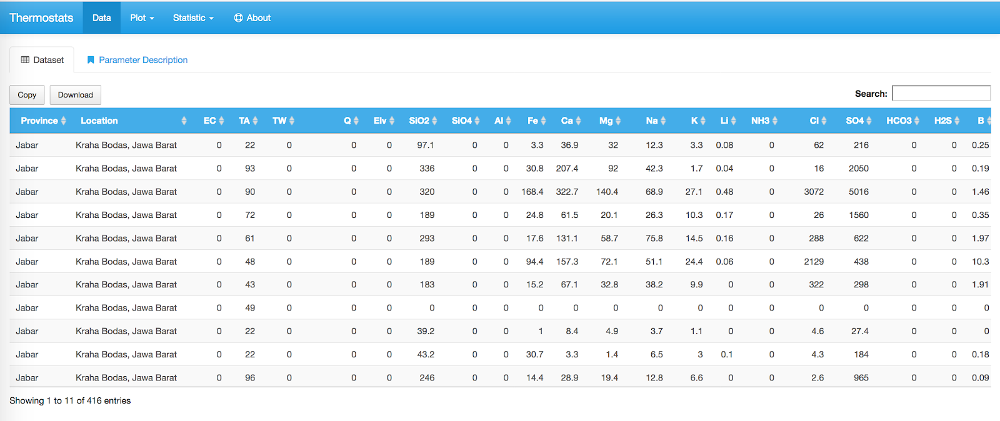 Thermostats Data Plot Statistic About
Dataset Parameter Description
Copy Download Search:
Province Location EC TA TW Q Elv SiO2 SiO4 Al Fe Ca Mg Na K Li NH3 Cl SO4 HCO3 H2S B
Jabar Kraha Bodas, Jawa Barat 0 22 0 0 0 97.1 0 0 3.3 36.9 32 12.3 3.3 0.08 0 62 216 0 0 0.25
Jabar Kraha Bodas, Jawa Barat 0 93 0 0 0 336 0 0 30.8 207.4 92 42.3 1.7 0.04 0 16 2050 0 0 0.19
Jabar Kraha Bodas, Jawa Barat 0 90 0 0 0 320 0 0 168.4 322.7 140.4 68.9 27.1 0.48 0 3072 5016 0 0 1.46
Jabar Kraha Bodas, Jawa Barat 0 72 0 0 0 189 0 0 24.8 61.5 20.1 26.3 10.3 0.17 0 26 1560 0 0 0.35
Jabar Kraha Bodas, Jawa Barat 0 61 0 0 0 293 0 0 17.6 131.1 58.7 75.8 14.5 0.16 0 288 622 0 0 1.97
Jabar Kraha Bodas, Jawa Barat 0 48 0 0 0 189 0 0 94.4 157.3 72.1 51.1 24.4 0.06 0 2129 438 0 0 10.3
Jabar Kraha Bodas, Jawa Barat 0 43 0 0 0 183 0 0 15.2 67.1 32.8 38.2 9.9 0 0 322 298 0 0 1.91
Jabar Kraha Bodas, Jawa Barat 0 49 0 0 0 0 0 0 0 0 0 0 0 0 0 0 0 0 0 0
Jabar Kraha Bodas, Jawa Barat 0 22 0 0 0 39.2 0 0 1 8.4 4.9 3.7 1.1 0 0 4.6 27.4 0 0 0
Jabar Kraha Bodas, Jawa Barat 0 22 0 0 0 43.2 0 0 30.7 3.3 1.4 6.5 3 0.1 0 4.3 184 0 0 0.18
Jabar Kraha Bodas, Jawa Barat 0 96 0 0 0 246 0 0 14.4 28.9 19.4 12.8 6.6 0 0 2.6 965 0 0 0.09
Showing 1 to 11 of 416 entries